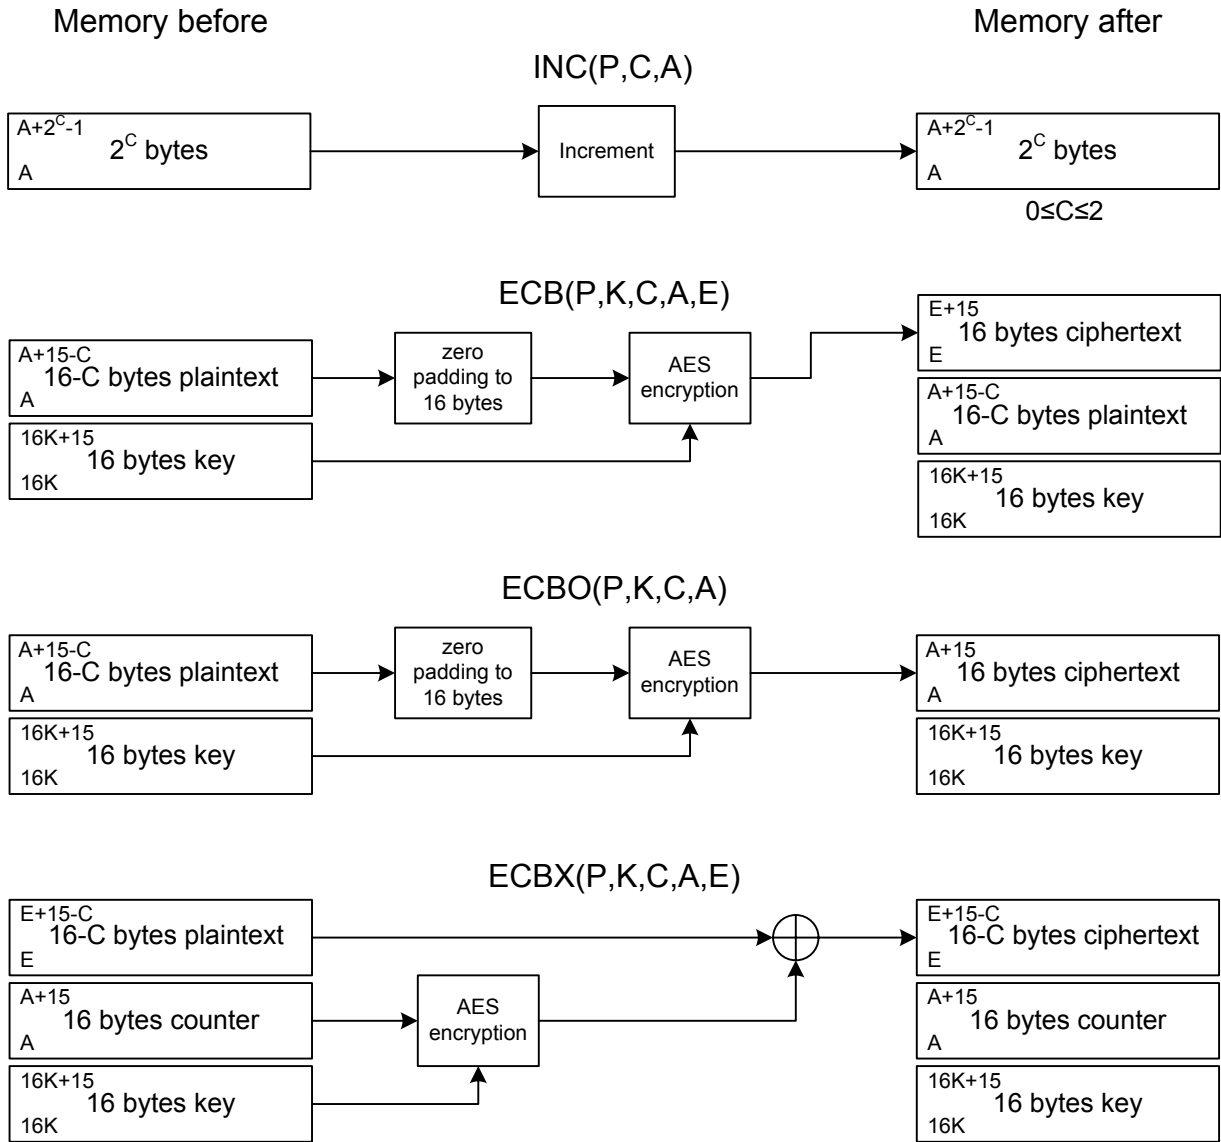 Memory before
Memory after
INC(P,C,A)
A+2^C-1
2^C bytes
A
Increment
A+2^C-1
2^C bytes
A
0≤C≤2
ECB(P,K,C,A,E)
A+15-C
16-C bytes plaintext
A
16K+15
16 bytes key
16K
zero
padding to
16 bytes
AES
encryption
E+15
16 bytes ciphertext
E
A+15-C
16-C bytes plaintext
A
16K+15
16 bytes key
16K
ECBO(P,K,C,A)
A+15-C
16-C bytes plaintext
A
16K+15
16 bytes key
16K
zero
padding to
16 bytes
AES
encryption
A+15
16 bytes ciphertext
A
16K+15
16 bytes key
16K
ECBX(P,K,C,A,E)
E+15-C
16-C bytes plaintext
E
A+15
16 bytes counter
A
16K+15
16 bytes key
16K
AES
encryption
E+15-C
16-C bytes ciphertext
E
A+15
16 bytes counter
A
16K+15
16 bytes key
16K